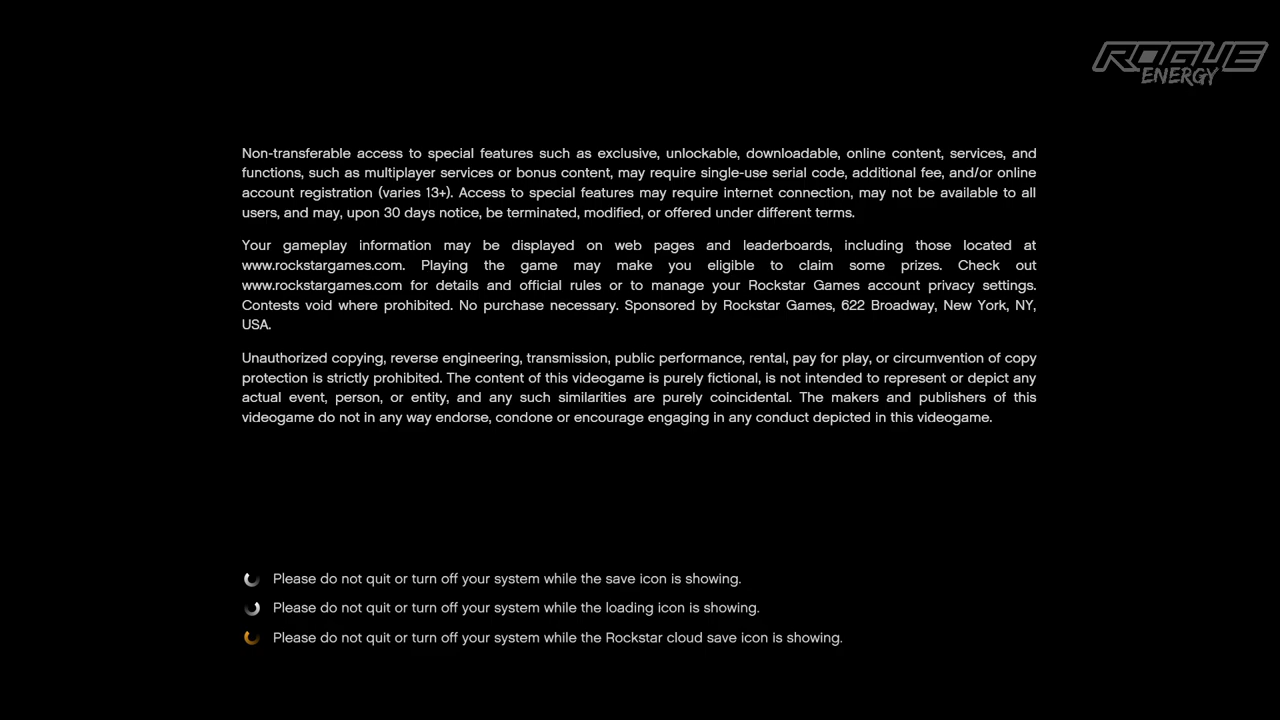 ROGUE
ENERGY
Non-transferable access to special features such as exclusive, unlockable, downloadable, online content, services, and
functions, such as multiplayer services or bonus content, may require single-use serial code, additional fee, and/or online
account registration (varies 13+). Access to special features may require internet connection, may not be available to all
users, and may, upon 30 days notice, be terminated, modified, or offered under different terms.
Your gameplay information may be displayed on web pages and leaderboards, including those located at
www.rockstargames.com. Playing the game may make you eligible to claim some prizes. Check out
www.rockstargames.com for details and official rules or to manage your Rockstar Games account privacy settings.
Contests void where prohibited. No purchase necessary. Sponsored by Rockstar Games, 622 Broadway, New York, NY,
USA.
Unauthorized copying, reverse engineering, transmission, public performance, rental, pay for play, or circumvention of copy
protection is strictly prohibited. The content of this videogame is purely fictional, is not intended to represent or depict any
actual event, person, or entity, and any such similarities are purely coincidental. The makers and publishers of this
videogame do not in any way endorse, condone or encourage engaging in any conduct depicted in this videogame.
Please do not quit or turn off your system while the save icon is showing.
Please do not quit or turn off your system while the loading icon is showing.
Please do not quit or turn off your system while the Rockstar cloud save icon is showing.